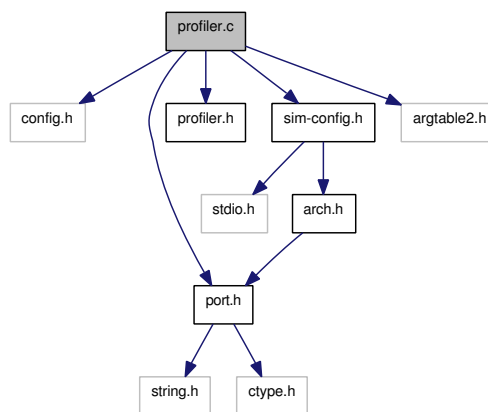 profiler.c
config.h
profiler.h
sim-config.h
argtable2.h
stdio.h
arch.h
port.h
string.h
ctype.h